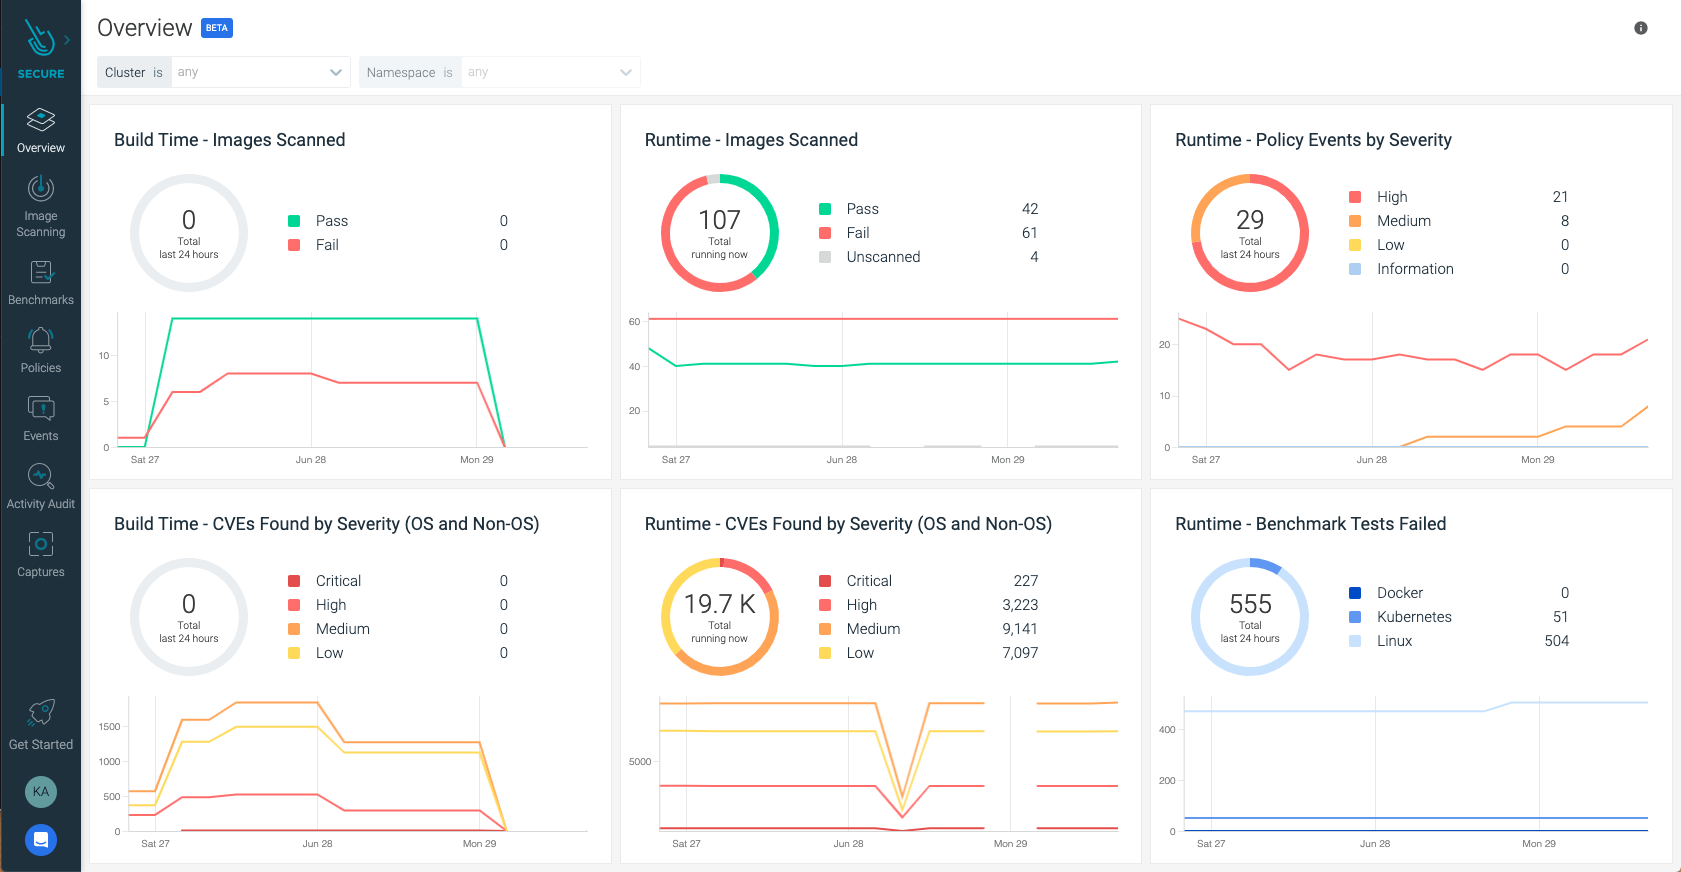 Overview BETA
SECURE
Cluster is any
Namespace is any
Overview
Image
Scanning
Benchmarks
Policies
Events
Activity Audit
Captures
Get Started
KA
Build Time - Images Scanned
0
Total
last 24 hours
Pass 0
Fail 0
10
5
0
Sat 27 Jun 28 Mon 29
Runtime - Images Scanned
107
Total
running now
Pass 42
Fail 61
Unscanned 4
60
40
20
Sat 27 Jun 28 Mon 29
Runtime - Policy Events by Severity
29
Total
last 24 hours
High 21
Medium 8
Low 0
Information 0
20
10
0
Sat 27 Jun 28 Mon 29
Build Time - CVEs Found by Severity (OS and Non-OS)
0
Total
last 24 hours
Critical 0
High 0
Medium 0
Low 0
1500
1000
500
0
Sat 27 Jun 28 Mon 29
Runtime - CVEs Found by Severity (OS and Non-OS)
19.7 K
Total
running now
Critical 227
High 3,223
Medium 9,141
Low 7,097
5000
Sat 27 Jun 28 Mon 29
Runtime - Benchmark Tests Failed
555
Total
last 24 hours
Docker 0
Kubernetes 51
Linux 504
400
200
0
Sat 27 Jun 28 Mon 29